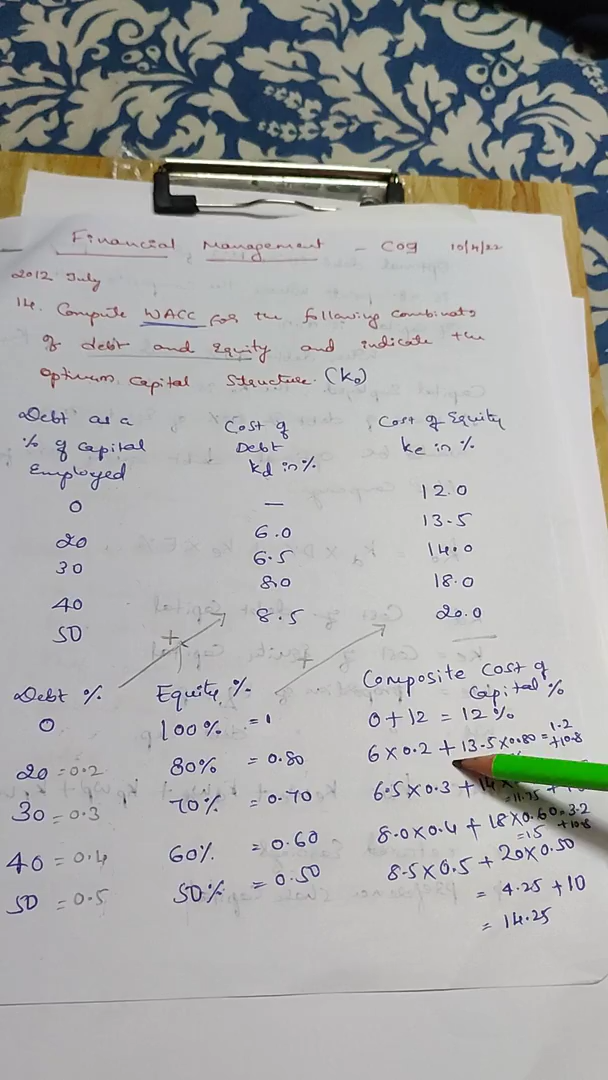 Financial Management - COg 10/4/22
2012 July
14. Compute WACC for the following combinats
of debt and Equity and indicate the
Optimum Capital Structure. (Ko)
Debt as a % of Capital Employed
Cost of Debt kd in %
Cost of Equity ke in %
0 — 12.0
20 6.0 13.5
30 6.5 14.0
40 8.0 18.0
50 8.5 20.0
+ +
Debt % Equity % Composite Cost of Capital %
0 100% = 1 0 + 12 = 12%
20 = 0.2 80% = 0.80 6 × 0.2 + 13.5 × 0.80 = 1.2 + 10.8
30 = 0.3 70% = 0.70 6.5 × 0.3 + 14 ×
= 11.75
40 = 0.4 60% = 0.60 8.0 × 0.4 + 18 × 0.60 = 3.2 + 10.8
= 15
50 = 0.5 50% = 0.50 8.5 × 0.5 + 20 × 0.50
= 4.25 + 10
= 14.25